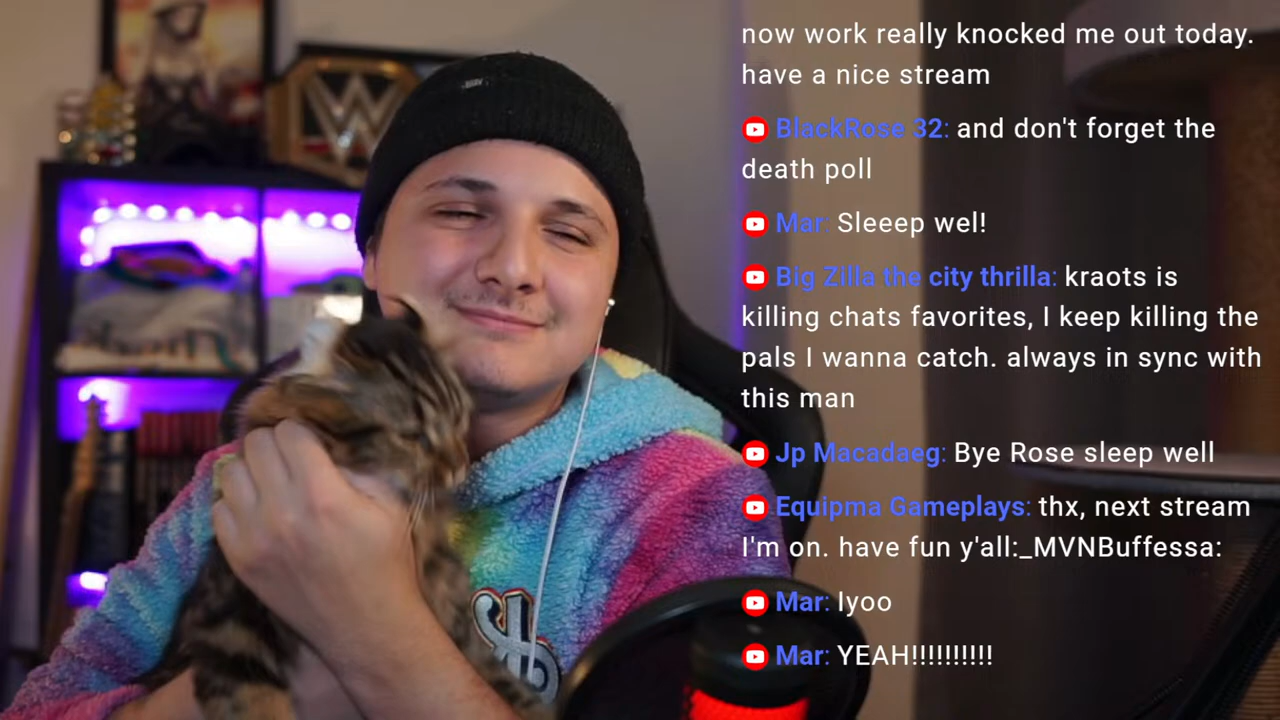 now work really knocked me out today.
have a nice stream
BlackRose 32: and don't forget the
death poll
Mar: Sleeep wel!
Big Zilla the city thrilla: kraots is
killing chats favorites, I keep killing the
pals I wanna catch. always in sync with
this man
Jp Macadaeg: Bye Rose sleep well
Equipma Gameplays: thx, next stream
I'm on. have fun y'all:_MVNBuffessa:
Mar: lyoo
Mar: YEAH!!!!!!!!!!